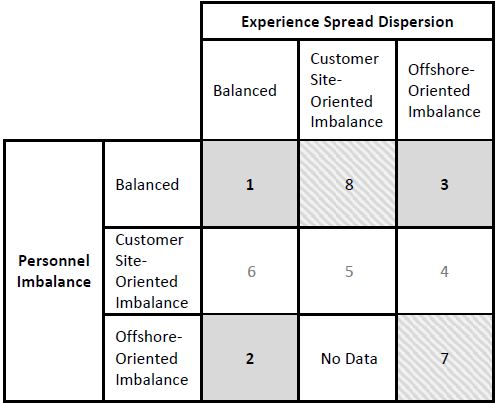 Experience Spread Dispersion
Balanced
Customer
Site-
Oriented
Imbalance
Offshore-
Oriented
Imbalance
Personnel
Imbalance
Balanced
1
8
3
Customer
Site-
Oriented
Imbalance
6
5
4
Offshore-
Oriented
Imbalance
2
No Data
7